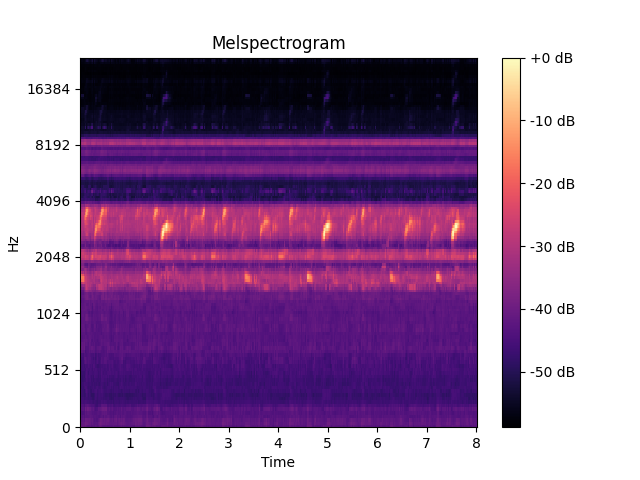 Melspectrogram
16384
8192
4096
2048
1024
512
0
Hz
0 1 2 3 4 5 6 7 8
Time
+0 dB
-10 dB
-20 dB
-30 dB
-40 dB
-50 dB